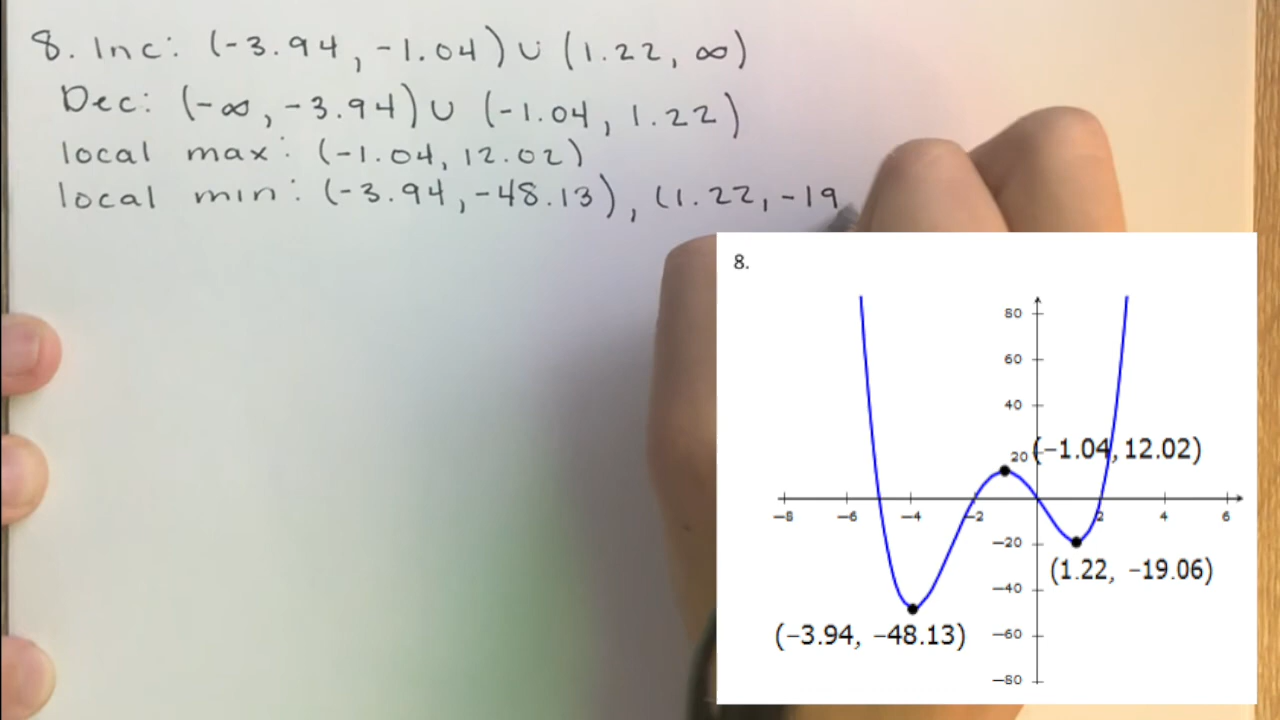 8. Inc: (-3.94, -1.04) ∪ (1.22, ∞)
Dec: (-∞, -3.94) ∪ (-1.04, 1.22)
local max: (-1.04, 12.02)
local min: (-3.94, -48.13), (1.22, -19
8.
80
60
40
20
(−1.04, 12.02)
−8 −6 −4 −2 2 4 6
−20
(1.22, −19.06)
−40
(−3.94, −48.13)
−60
−80